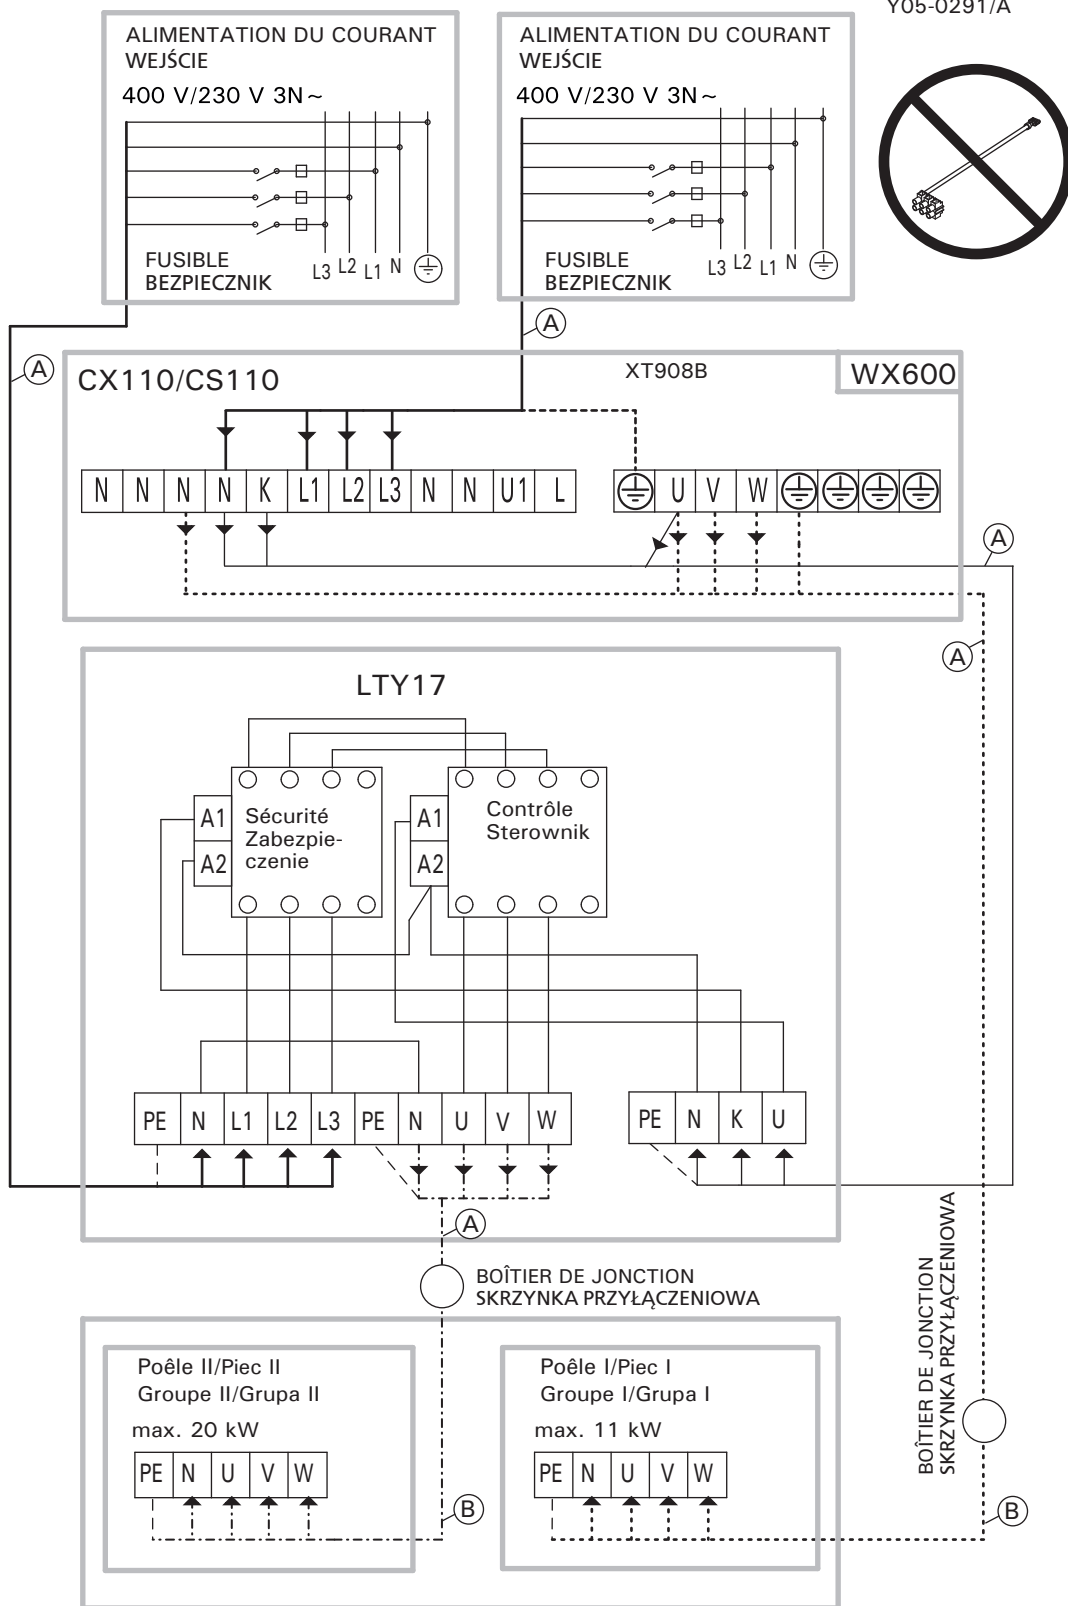 Y05-0291/A
ALIMENTATION DU COURANT
WEJŚCIE
400 V/230 V 3N~
FUSIBLE
BEZPIECZNIK
L3 L2 L1 N
ALIMENTATION DU COURANT
WEJŚCIE
400 V/230 V 3N~
FUSIBLE
BEZPIECZNIK
L3 L2 L1 N
A
A
CX110/CS110
XT908B
WX600
N N N N K L1 L2 L3 N N U1 L
U V W
A
A
LTY17
A1
A2
Sécurité
Zabezpie-
czenie
A1
A2
Contrôle
Sterownik
PE N L1 L2 L3 PE N U V W
PE N K U
A
BOÎTIER DE JONCTION
SKRZYNKA PRZYŁĄCZENIOWA
BOÎTIER DE JONCTION
SKRZYNKA PRZYŁĄCZENIOWA
Poêle II/Piec II
Groupe II/Grupa II
max. 20 kW
PE N U V W
B
Poêle I/Piec I
Groupe I/Grupa I
max. 11 kW
PE N U V W
B